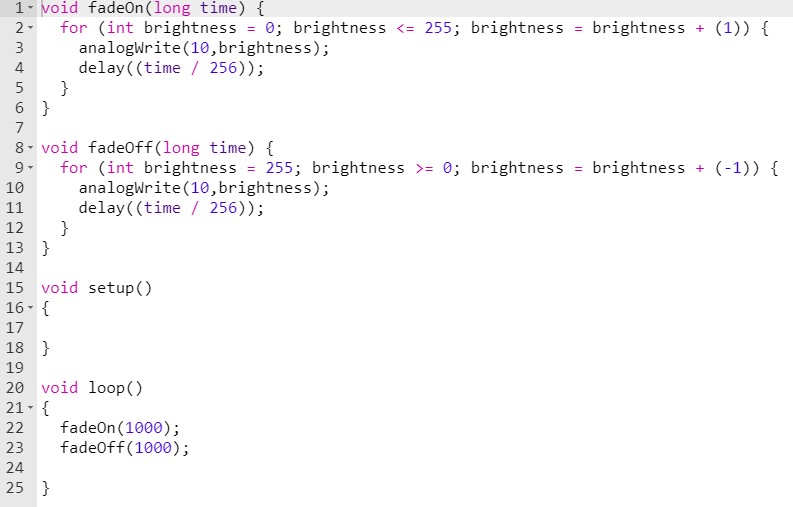 1 void fadeOn(long time) {
2   for (int brightness = 0; brightness <= 255; brightness = brightness + (1)) {
3     analogWrite(10,brightness);
4     delay((time / 256));
5   }
6 }
7
8 void fadeOff(long time) {
9   for (int brightness = 255; brightness >= 0; brightness = brightness + (-1)) {
10     analogWrite(10,brightness);
11     delay((time / 256));
12   }
13 }
14
15 void setup()
16 {
17
18 }
19
20 void loop()
21 {
22   fadeOn(1000);
23   fadeOff(1000);
24
25 }